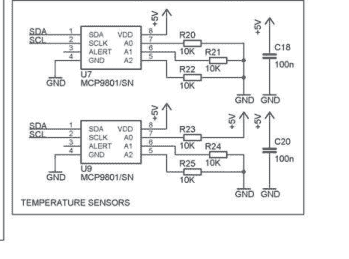 +5V
+5V
SDA 1 SDA VDD 8 R20
SCL 2 SCLK A0 7 10K
3 ALERT A1 6 R21
4 GND A2 5 10K
C18
100n
U7
MCP9801/SN
R22
10K
GND
GND GND
+5V
+5V
+5V
SDA 1 SDA VDD 8 R23
SCL 2 SCLK A0 7 10K
3 ALERT A1 6 R24
4 GND A2 5 10K
C20
100n
U9
MCP9801/SN
R25
10K
GND
GND GND
TEMPERATURE SENSORS